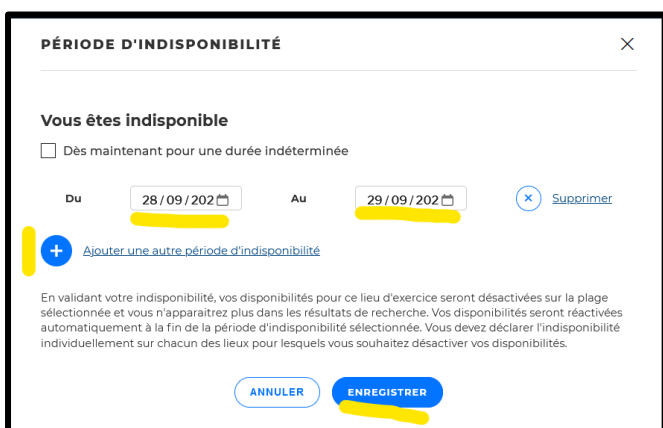 PÉRIODE D'INDISPONIBILITÉ
Vous êtes indisponible
Dès maintenant pour une durée indéterminée
Du 28/09/202 Au 29/09/202 Supprimer
Ajouter une autre période d'indisponibilité
En validant votre indisponibilité, vos disponibilités pour ce lieu d'exercice seront désactivées sur la plage
sélectionnée et vous n'apparaitrez plus dans les résultats de recherche. Vos disponibilités seront réactivées
automatiquement à la fin de la période d'indisponibilité sélectionnée. Vous devez déclarer l'indisponibilité
individuellement sur chacun des lieux pour lesquels vous souhaitez désactiver vos disponibilités.
ANNULER ENREGISTRER